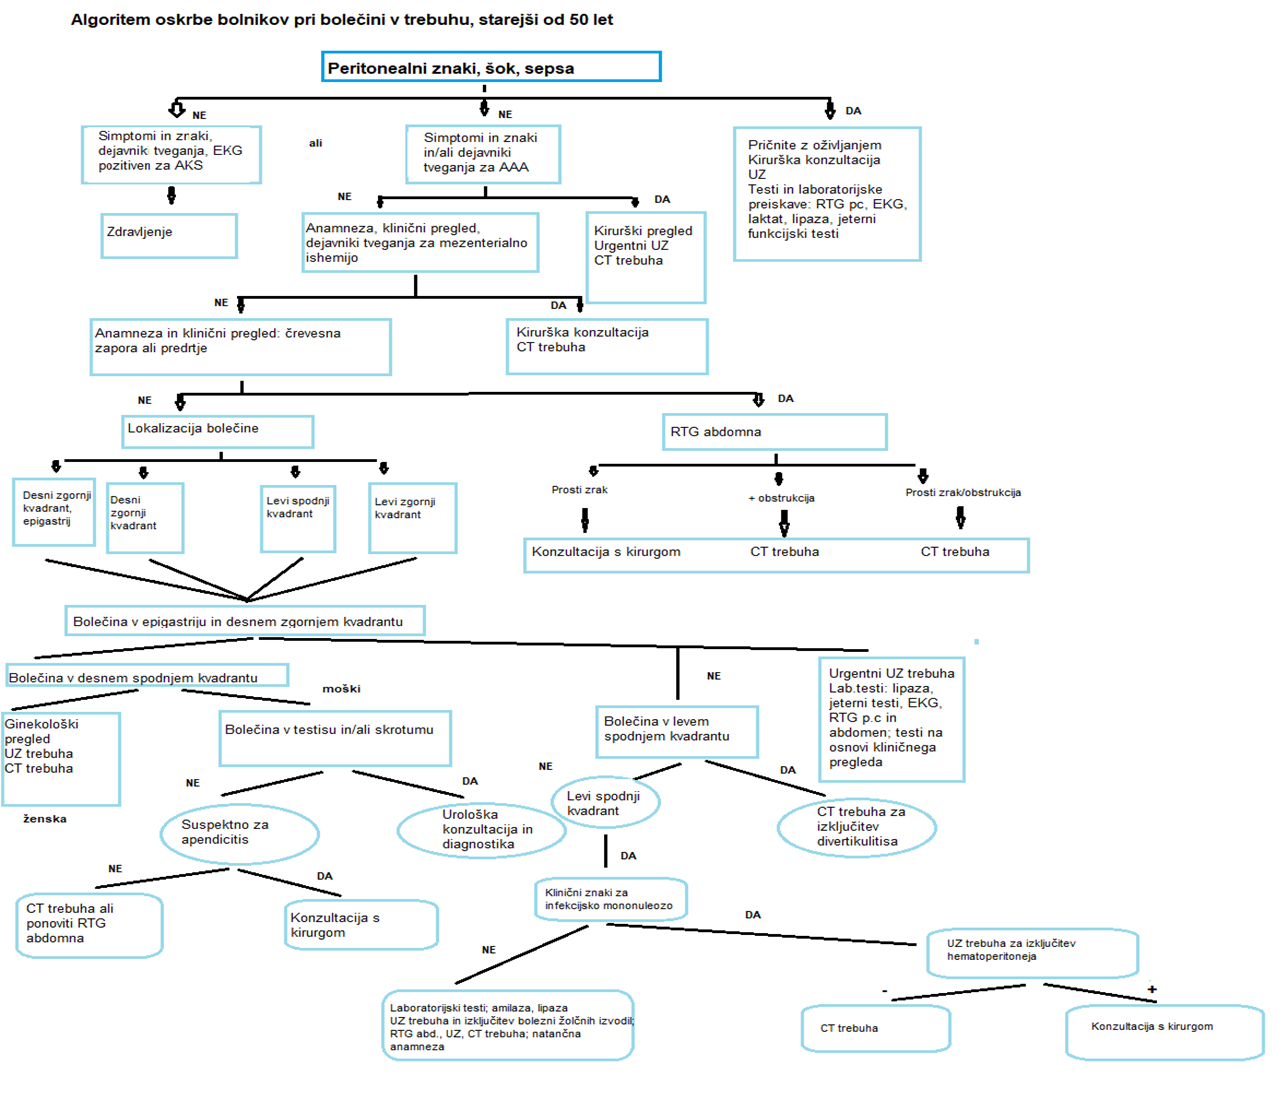 Algoritem oskrbe bolnikov pri bolečini v trebuhu, starejši od 50 let
Peritonealni znaki, šok, sepsa
NE
NE
DA
Simptomi in znaki,
dejavniki tveganja, EKG
pozitiven za AKS
ali
Simptomi in znaki
in/ali dejavniki
tveganja za AAA
Pričnite z oživljanjem
Kirurška konzultacija
UZ
Testi in laboratorijske
preiskave: RTG pc, EKG,
laktat, lipaza, jeterni
funkcijski testi
NE
DA
Zdravljenje
Anamneza, klinični pregled,
dejavniki tveganja za mezenterialno
ishemijo
Kirurški pregled
Urgentni UZ
CT trebuha
NE
DA
Anamneza in klinični pregled: črevesna
zapora ali predrtje
Kirurška konzultacija
CT trebuha
NE
DA
Lokalizacija bolečine
RTG abdomna
Desni zgornji
kvadrant,
epigastrij
Desni
zgornji
kvadrant
Levi spodnji
kvadrant
Levi zgornji
kvadrant
Prosti zrak
+ obstrukcija
Prosti zrak/obstrukcija
Konzultacija s kirurgom
CT trebuha
CT trebuha
Bolečina v epigastriju in desnem zgornjem kvadrantu
Bolečina v desnem spodnjem kvadrantu
moški
NE
Urgentni UZ trebuha
Lab.testi: lipaza,
jeterni testi, EKG,
RTG p.c in
abdomen; testi na
osnovi kliničnega
pregleda
Ginekološki
pregled
UZ trebuha
CT trebuha
ženska
Bolečina v testisu in/ali skrotumu
Bolečina v levem
spodnjem kvadrantu
NE
DA
NE
DA
Suspektno za
apendicitis
Urološka
konzultacija in
diagnostika
Levi spodnji
kvadrant
CT trebuha za
izključitev
divertikulitisa
NE
DA
DA
CT trebuha ali
ponoviti RTG
abdomna
Konzultacija s
kirurgom
Klinični znaki za
infekcijsko mononuleozo
NE
DA
UZ trebuha za izključitev
hematoperitoneja
-
+
Laboratorijski testi; amilaza, lipaza
UZ trebuha in izključitev bolezni žolčnih izvodil;
RTG abd., UZ, CT trebuha; natančna
anamneza
CT trebuha
Konzultacija s kirurgom